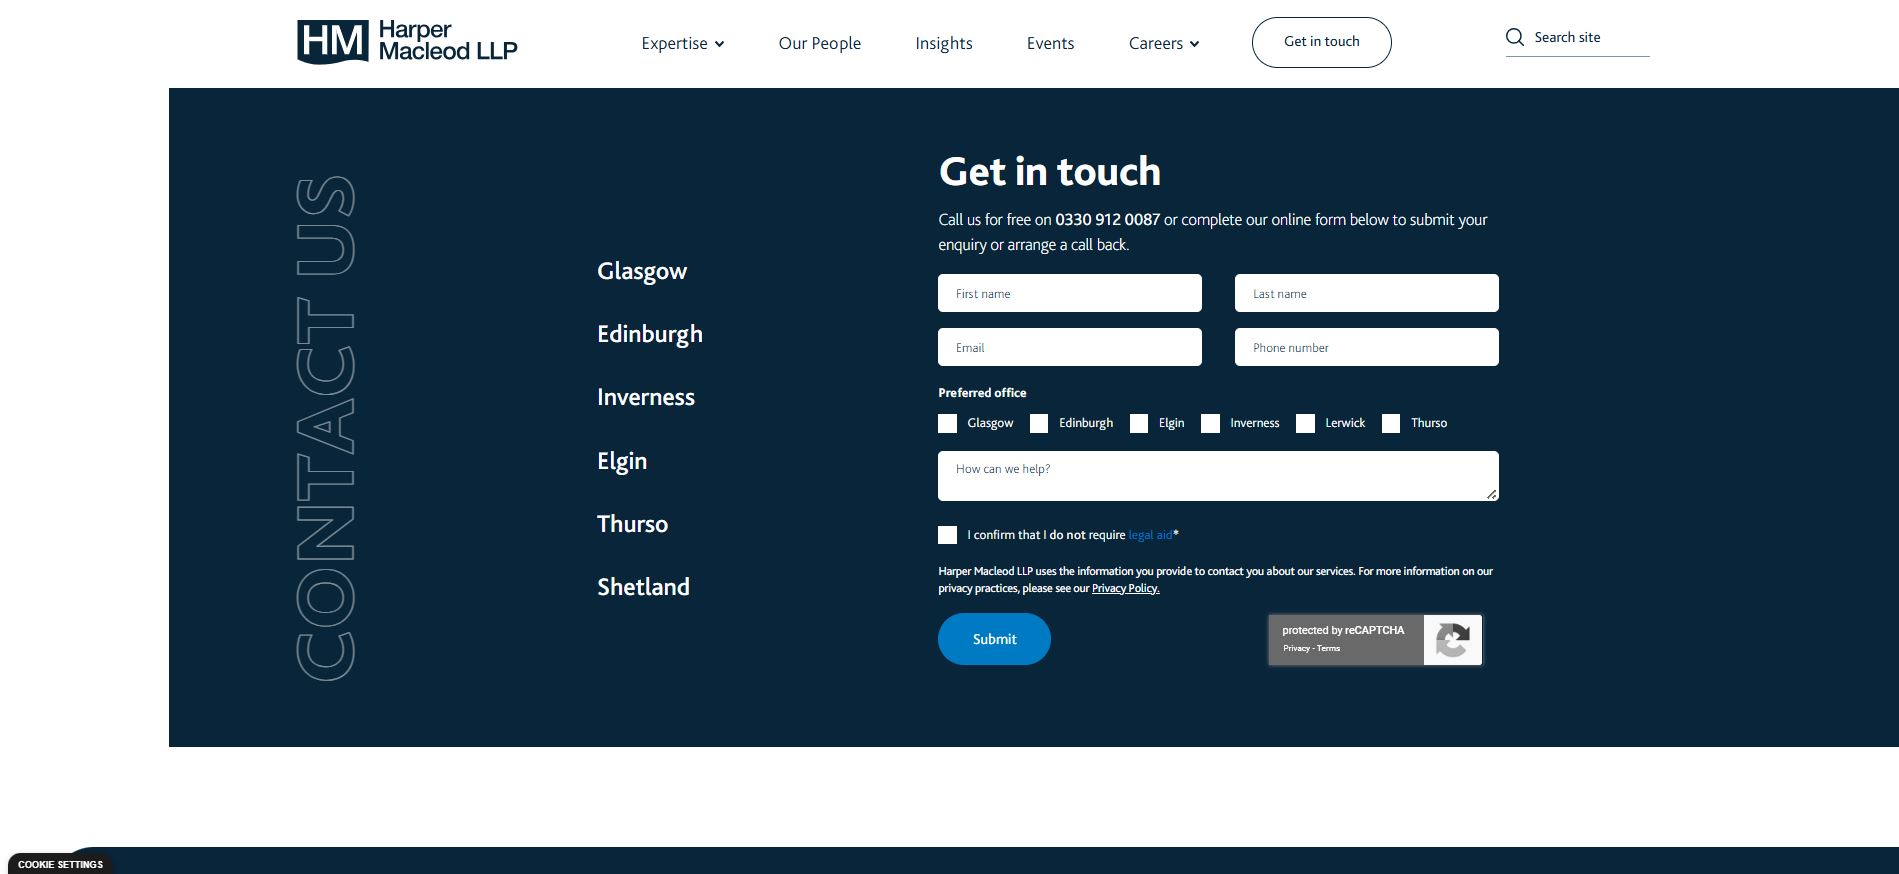 HM Harper
Macleod LLP
Expertise
Our People
Insights
Events
Careers
Get in touch
Search site
CONTACT US
Glasgow
Edinburgh
Inverness
Elgin
Thurso
Shetland
Get in touch
Call us for free on 0330 912 0087 or complete our online form below to submit your
enquiry or arrange a call back.
First name
Last name
Email
Phone number
Preferred office
Glasgow
Edinburgh
Elgin
Inverness
Lerwick
Thurso
How can we help?
I confirm that I do not require legal aid*
Harper Macleod LLP uses the information you provide to contact you about our services. For more information on our
privacy practices, please see our Privacy Policy.
Submit
protected by reCAPTCHA
Privacy - Terms
COOKIE SETTINGS